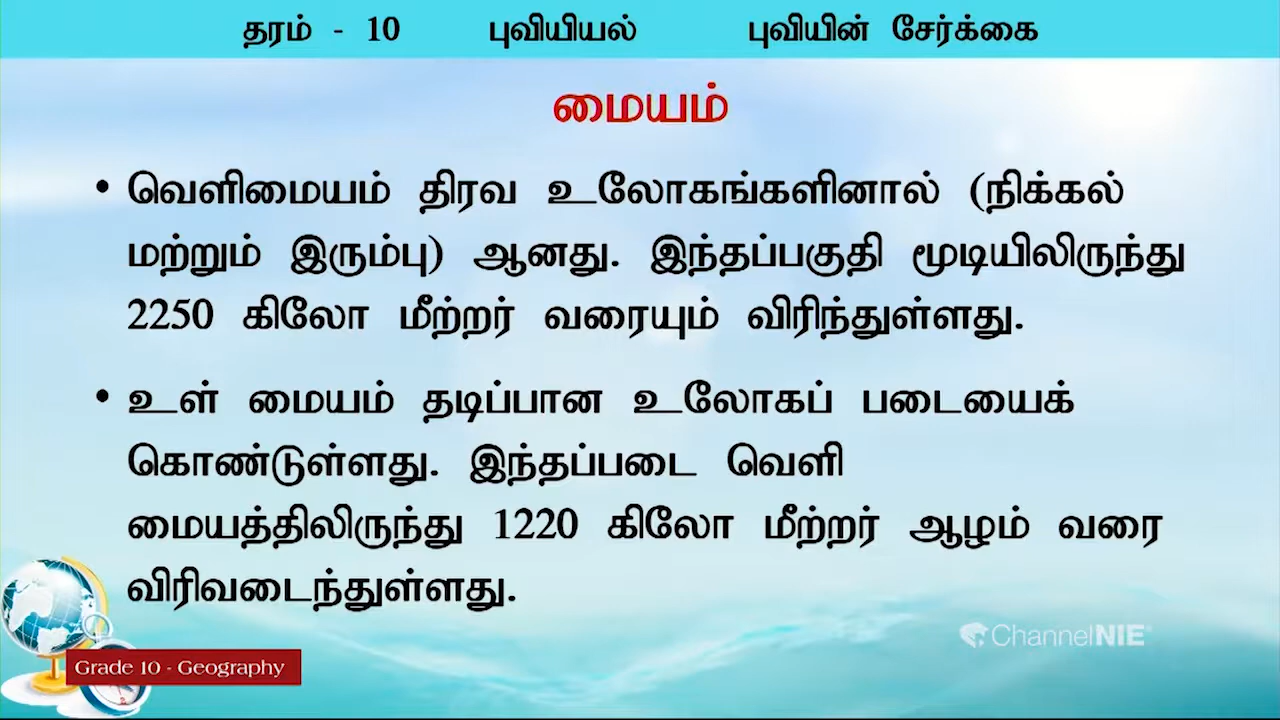 தரம் - 10 புவியியல் புவியின் சேர்க்கை
மையம்
• வெளிமையம் திரவ உலோகங்களினால் (நிக்கல்
மற்றும் இரும்பு) ஆனது. இந்தப்பகுதி மூடியிலிருந்து
2250 கிலோ மீற்றர் வரையும் விரிந்துள்ளது.
• உள் மையம் தடிப்பான உலோகப் படையைக்
கொண்டுள்ளது. இந்தப்படை வெளி
மையத்திலிருந்து 1220 கிலோ மீற்றர் ஆழம் வரை
விரிவடைந்துள்ளது.
ChannelNIE
Grade 10 - Geography